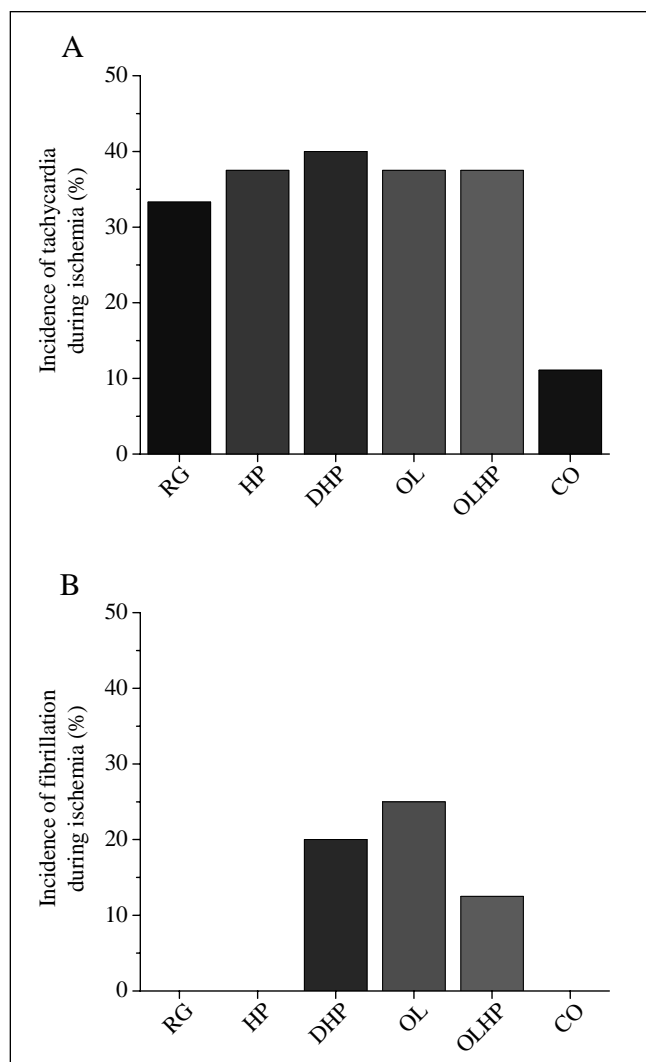 A
Incidence of tachycardia
during ischemia (%)
50
40
30
20
10
0
RG
HP
DHP
OL
OLHP
CO
B
Incidence of fibrillation
during ischemia (%)
50
40
30
20
10
0
RG
HP
DHP
OL
OLHP
CO